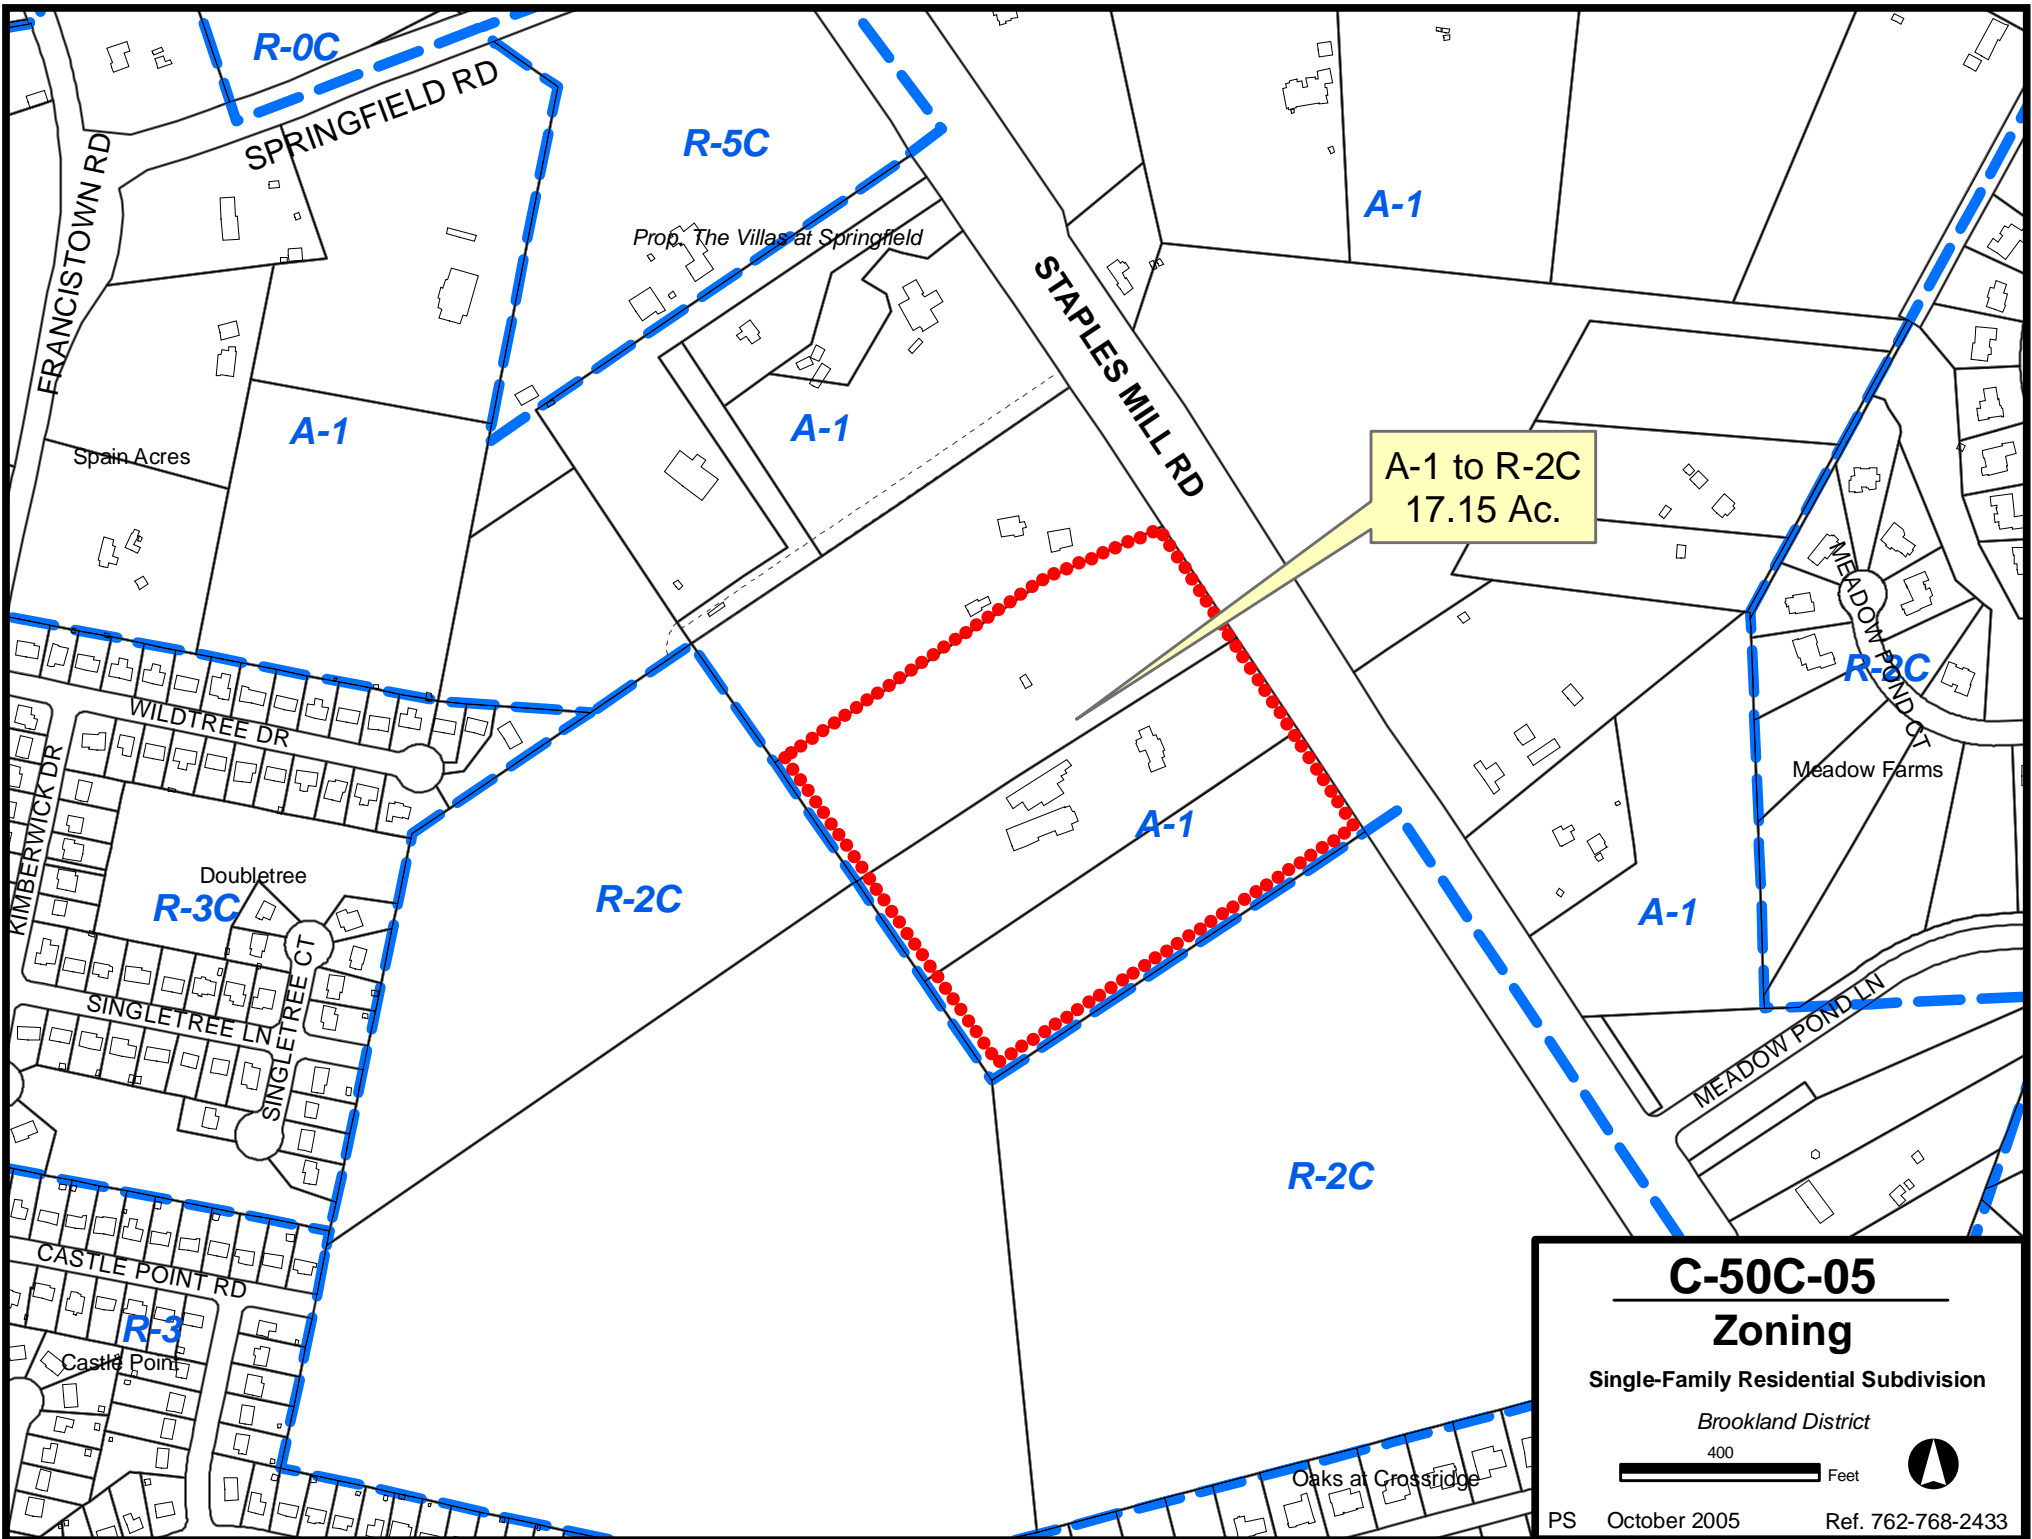 R-0C
SPRINGFIELD RD
FRANCISTOWN RD
R-5C
A-1
Prop. The Villas at Springfield
STAPLES MILL RD
A-1
A-1
Spain Acres
A-1 to R-2C
17.15 Ac.
MEADOW POND CT
R-2C
Meadow Farms
WILDTREE DR
KIMBERWICK DR
A-1
Doubletree
R-3C
R-2C
A-1
SINGLETREE LN
SINGLETREE CT
MEADOW POND LN
R-2C
CASTLE POINT RD
R-3
Castle Point
Oaks at Crossridge
C-50C-05
Zoning
Single-Family Residential Subdivision
Brookland District
400
Feet
PS October 2005 Ref. 762-768-2433